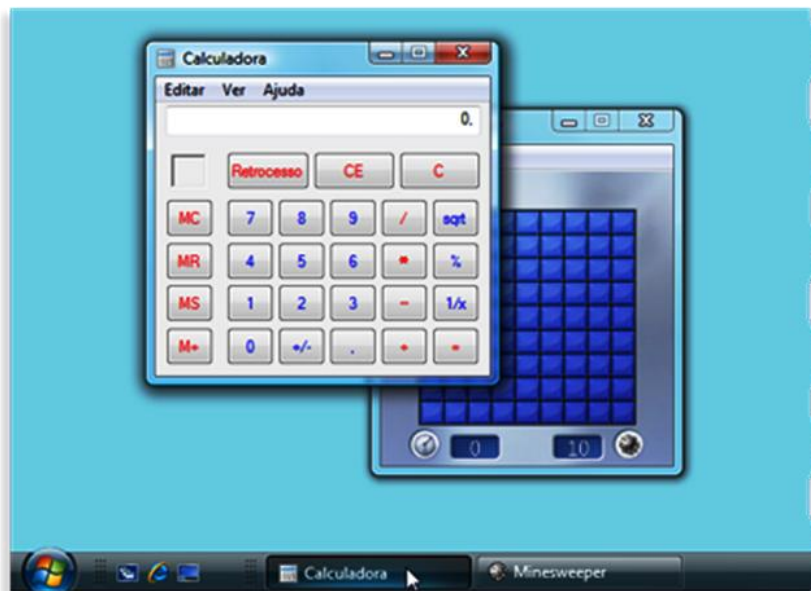 Calculadora
Editar Ver Ajuda
0.
Retrocesso CE C
MC 7 8 9 / sqrt
MR 4 5 6 * %
MS 1 2 3 - 1/x
M+ 0 +/- . + =
0 10
Calculadora Minesweeper